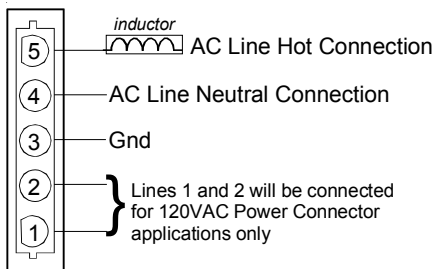 inductor
5 AC Line Hot Connection
4 AC Line Neutral Connection
3 Gnd
2
1
Lines 1 and 2 will be connected
for 120VAC Power Connector
applications only